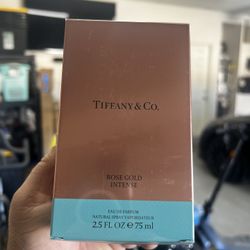 TIFFANY & CO.
ROSE GOLD
INTENSE
EAU DE PARFUM
NATURAL SPRAY VAPORISATEUR
2.5 FL OZ e 75 ml